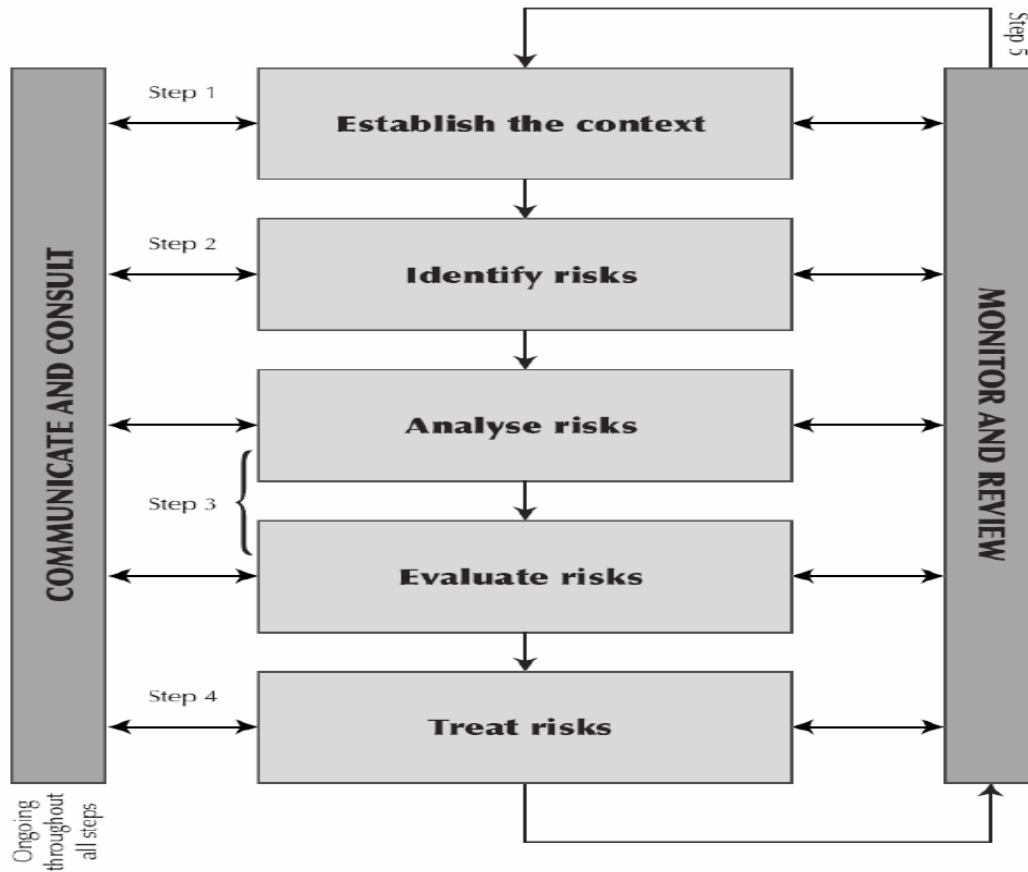 Step 5
Step 1
Establish the context
Step 2
Identify risks
COMMUNICATE AND CONSULT
MONITOR AND REVIEW
Analyse risks
Step 3
Evaluate risks
Step 4
Treat risks
Ongoing
throughout
all steps